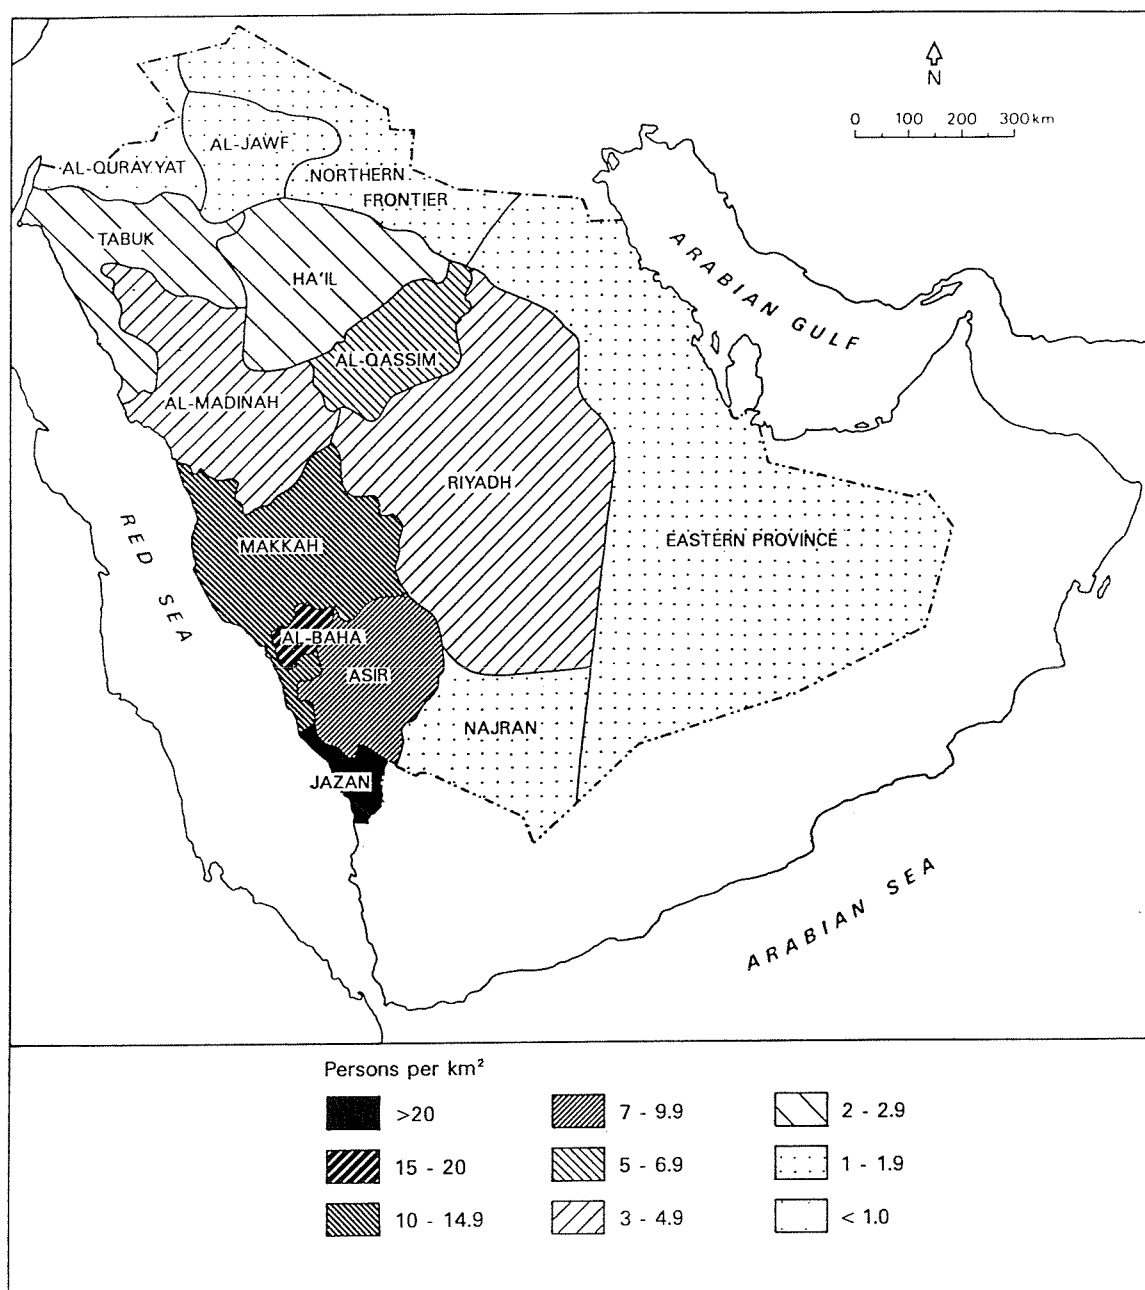 N
0 100 200 300 km
AL-JAWF
AL-QURAYYAT
NORTHERN
FRONTIER
TABUK
HA'IL
ARABIAN GULF
AL-QASSIM
AL-MADINAH
RIYADH
RED SEA
MAKKAH
EASTERN PROVINCE
AL-BAHA
ASIR
NAJRAN
JAZAN
ARABIAN SEA
Persons per km²
>20
7 - 9.9
2 - 2.9
15 - 20
5 - 6.9
1 - 1.9
10 - 14.9
3 - 4.9
< 1.0